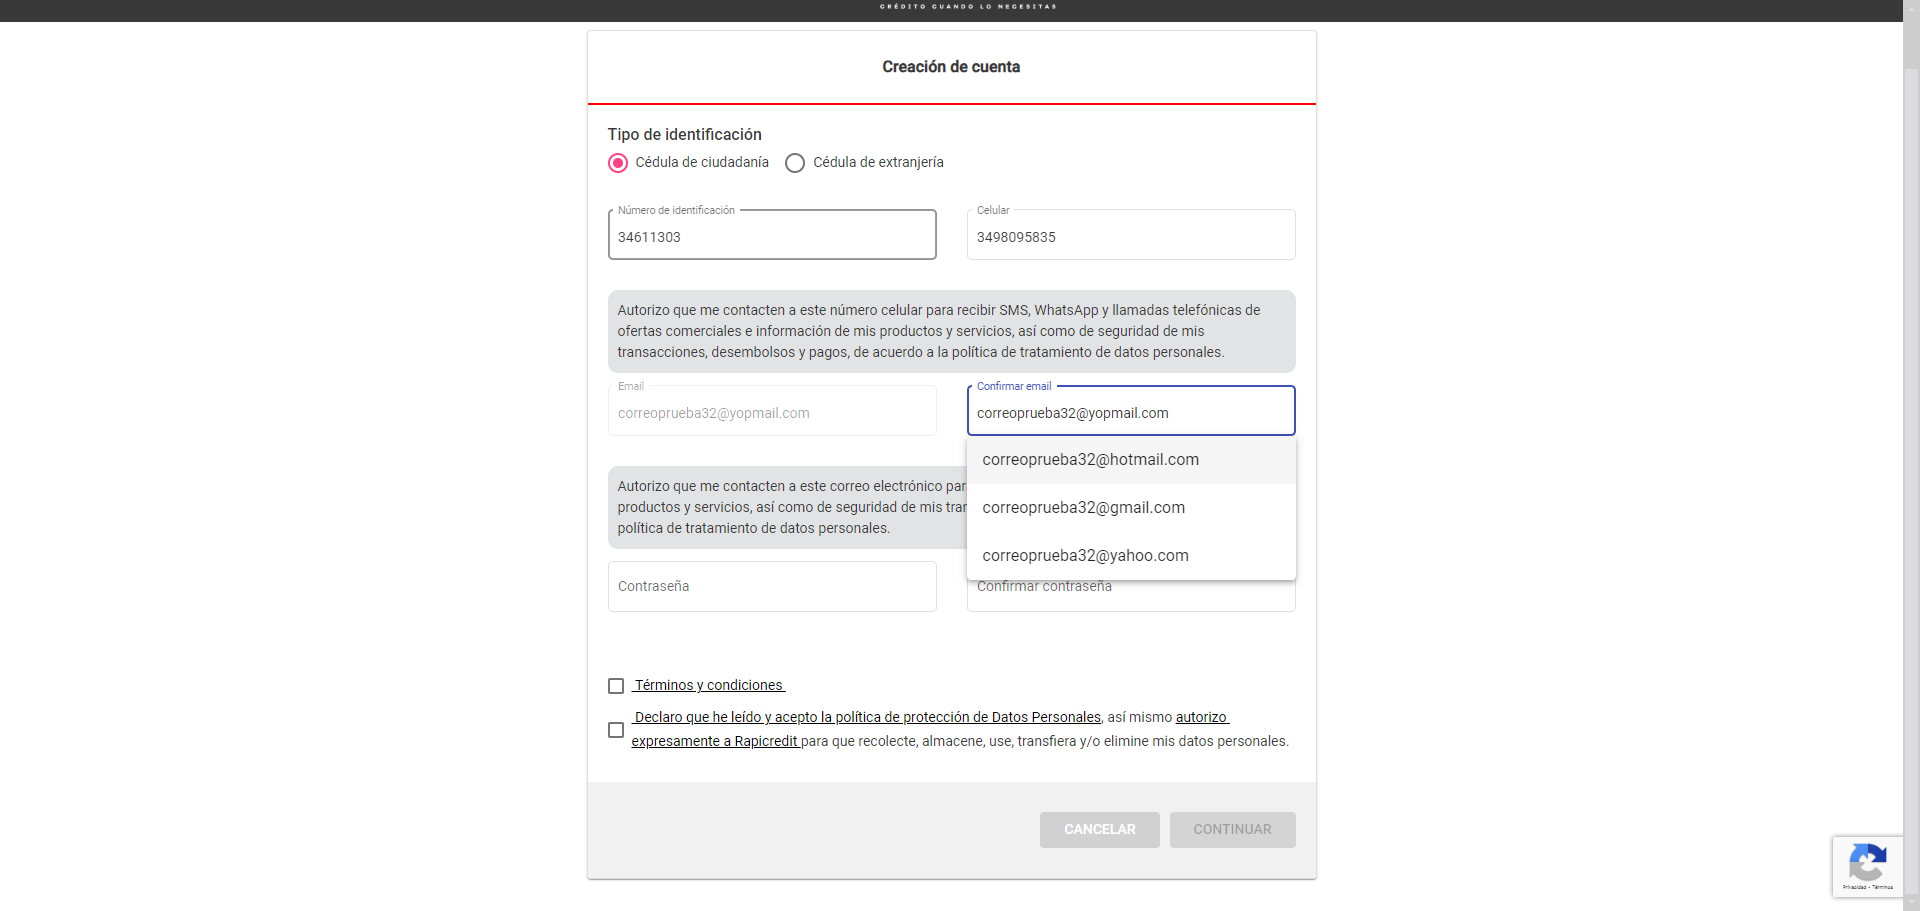 CRÉDITO CUANDO LO NECESITAS
Creación de cuenta
Tipo de identificación
Cédula de ciudadanía
Cédula de extranjería
Número de identificación
34611303
Celular
3498095835
Autorizo que me contacten a este número celular para recibir SMS, WhatsApp y llamadas telefónicas de
ofertas comerciales e información de mis productos y servicios, así como de seguridad de mis
transacciones, desembolsos y pagos, de acuerdo a la política de tratamiento de datos personales.
Email
correoprueba32@yopmail.com
Confirmar email
correoprueba32@yopmail.com
correoprueba32@hotmail.com
correoprueba32@gmail.com
correoprueba32@yahoo.com
Autorizo que me contacten a este correo electrónico
productos y servicios, así como de seguridad de mis
política de tratamiento de datos personales.
Contraseña
Confirmar contraseña
Términos y condiciones
Declaro que he leído y acepto la política de protección de Datos Personales, así mismo autorizo
expresamente a Rapicredit para que recolecte, almacene, use, transfiera y/o elimine mis datos personales.
CANCELAR
CONTINUAR
Privacidad - Términos